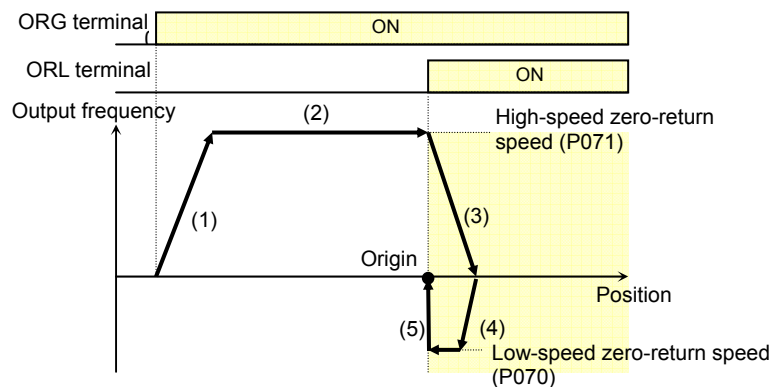 ORG terminal
(
ON
ORL terminal
ON
Output frequency
(2)
High-speed zero-return
speed (P071)
(1)
(3)
Origin
Position
(5)
(4)
Low-speed zero-return speed
(P070)